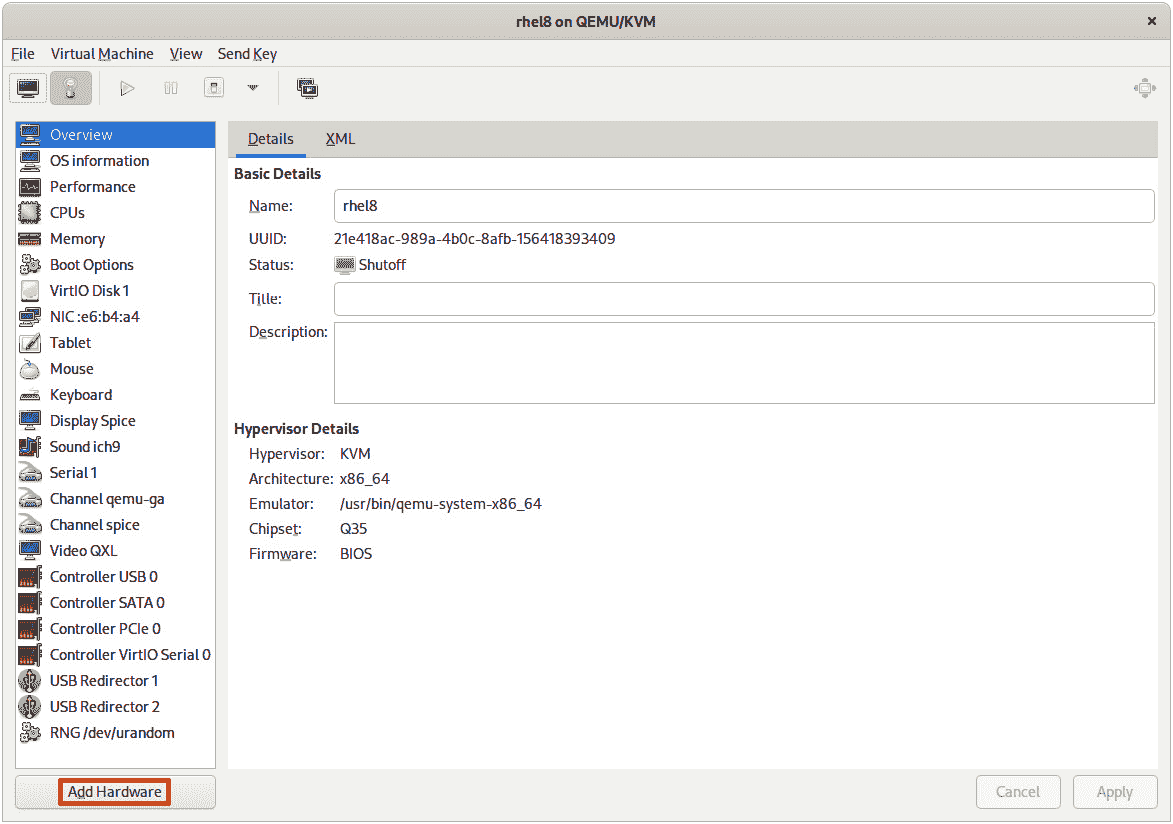 rhel8 on QEMU/KVM
File Virtual Machine View Send Key
Overview
OS information
Performance
CPUs
Memory
Boot Options
VirtIO Disk 1
NIC :e6:b4:a4
Tablet
Mouse
Keyboard
Display Spice
Sound ich9
Serial 1
Channel qemu-ga
Channel spice
Video QXL
Controller USB 0
Controller SATA 0
Controller PCIe 0
Controller VirtIO Serial 0
USB Redirector 1
USB Redirector 2
RNG /dev/urandom
Add Hardware
Details XML
Basic Details
Name: rhel8
UUID: 21e418ac-989a-4b0c-8afb-156418393409
Status: Shutoff
Title:
Description:
Hypervisor Details
Hypervisor: KVM
Architecture: x86_64
Emulator: /usr/bin/qemu-system-x86_64
Chipset: Q35
Firmware: BIOS
Cancel Apply